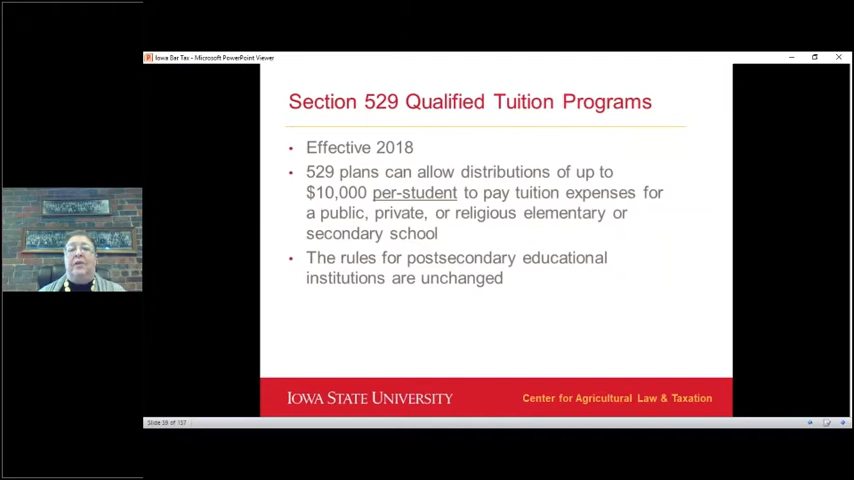 Iowa Bar Tax - Microsoft PowerPoint Viewer
Section 529 Qualified Tuition Programs
• Effective 2018
• 529 plans can allow distributions of up to
$10,000 per-student to pay tuition expenses for
a public, private, or religious elementary or
secondary school
• The rules for postsecondary educational
institutions are unchanged
IOWA STATE UNIVERSITY
Center for Agricultural Law & Taxation
Slide 39 of 157